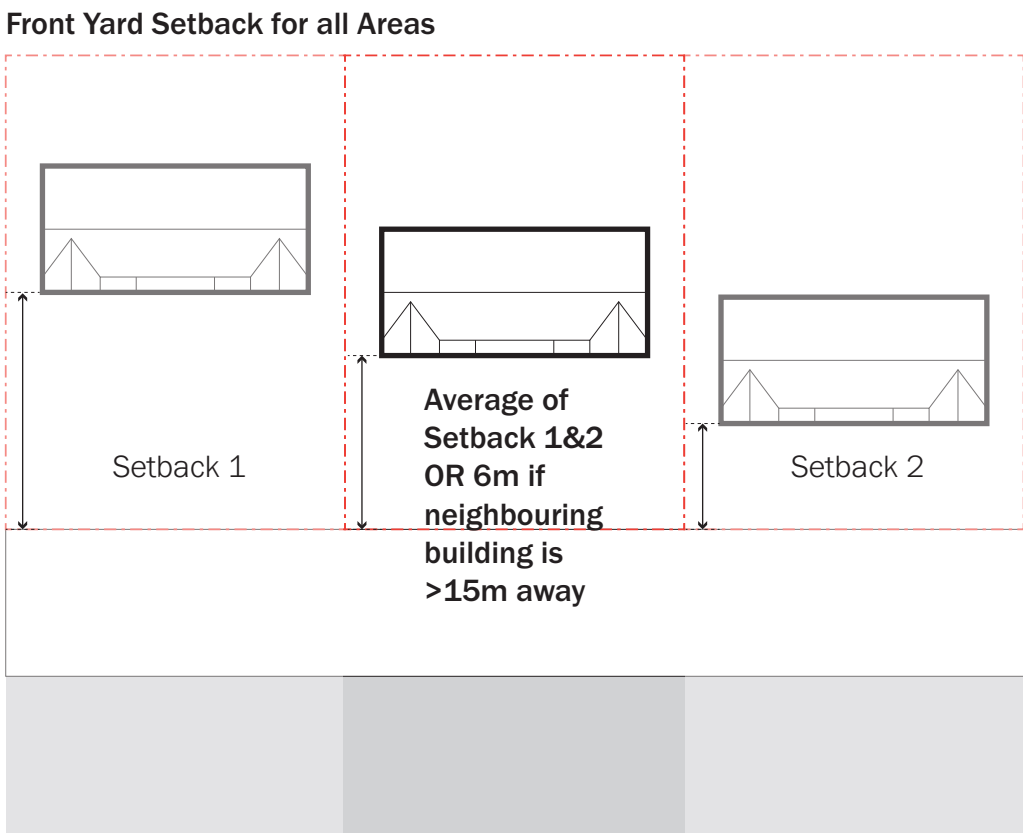 Front Yard Setback for all Areas
Setback 1
Average of
Setback 1&2
OR 6m if
neighbouring
building is
>15m away
Setback 2